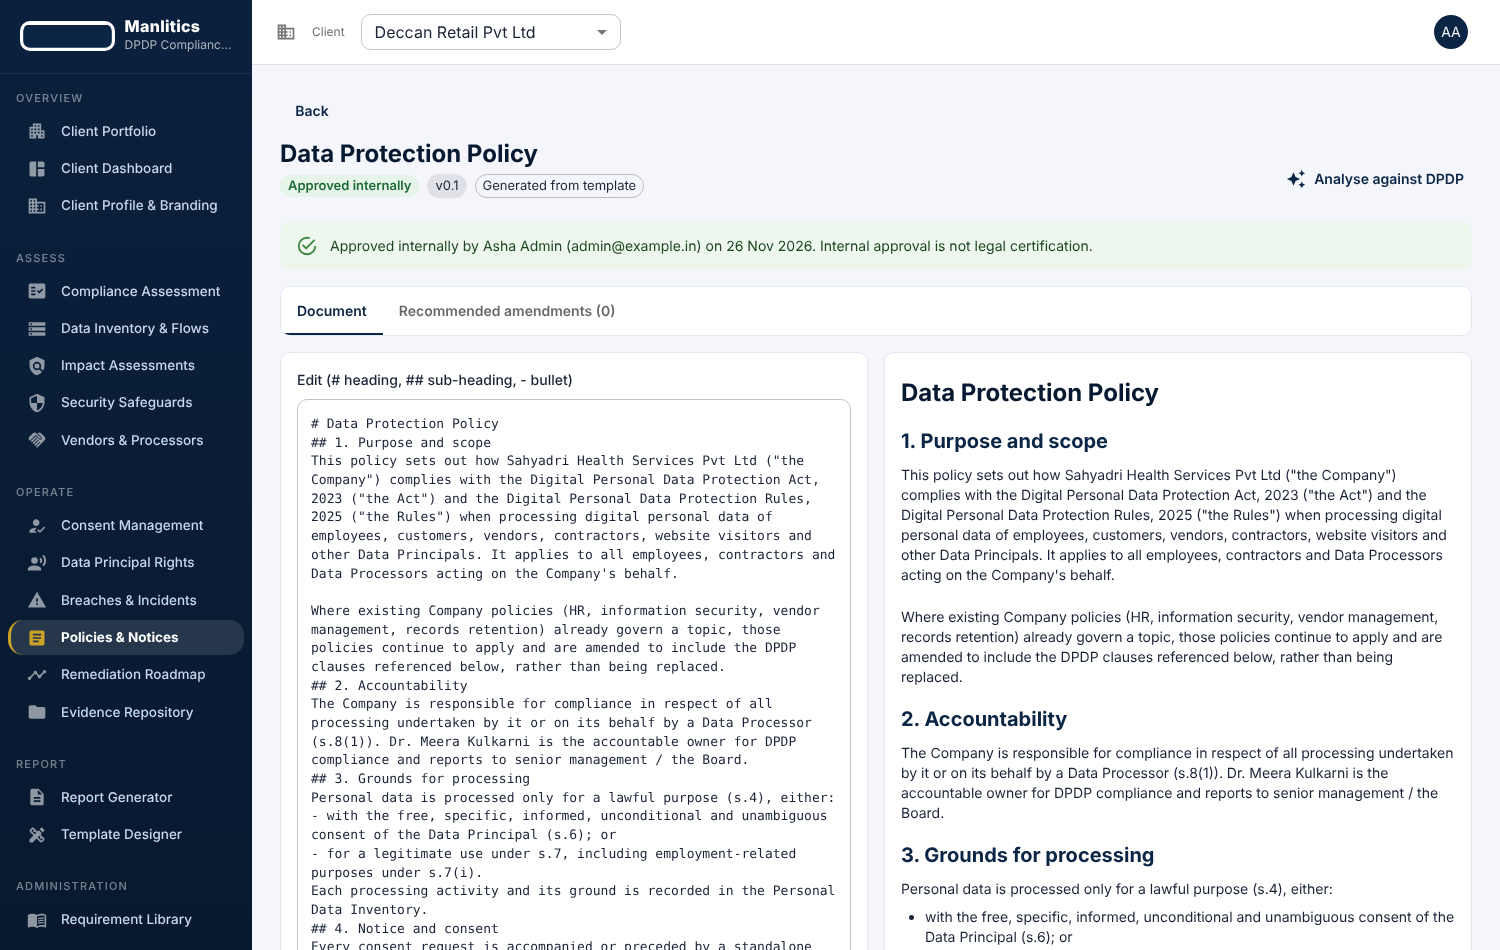 Manlitics
DPDP Complianc...
Client
Deccan Retail Pvt Ltd
AA
OVERVIEW
Client Portfolio
Client Dashboard
Client Profile & Branding
ASSESS
Compliance Assessment
Data Inventory & Flows
Impact Assessments
Security Safeguards
Vendors & Processors
OPERATE
Consent Management
Data Principal Rights
Breaches & Incidents
Policies & Notices
Remediation Roadmap
Evidence Repository
REPORT
Report Generator
Template Designer
ADMINISTRATION
Requirement Library
Back
Data Protection Policy
Approved internally
v0.1
Generated from template
Analyse against DPDP
Approved internally by Asha Admin (admin@example.in) on 26 Nov 2026. Internal approval is not legal certification.
Document
Recommended amendments (0)
Edit (# heading, ## sub-heading, - bullet)
# Data Protection Policy
## 1. Purpose and scope
This policy sets out how Sahyadri Health Services Pvt Ltd ("the
Company") complies with the Digital Personal Data Protection Act,
2023 ("the Act") and the Digital Personal Data Protection Rules,
2025 ("the Rules") when processing digital personal data of
employees, customers, vendors, contractors, website visitors and
other Data Principals. It applies to all employees, contractors and
Data Processors acting on the Company's behalf.
Where existing Company policies (HR, information security, vendor
management, records retention) already govern a topic, those
policies continue to apply and are amended to include the DPDP
clauses referenced below, rather than being replaced.
## 2. Accountability
The Company is responsible for compliance in respect of all
processing undertaken by it or on its behalf by a Data Processor
(s.8(1)). Dr. Meera Kulkarni is the accountable owner for DPDP
compliance and reports to senior management / the Board.
## 3. Grounds for processing
Personal data is processed only for a lawful purpose (s.4), either:
- with the free, specific, informed, unconditional and unambiguous
consent of the Data Principal (s.6); or
- for a legitimate use under s.7, including employment-related
purposes under s.7(i).
Each processing activity and its ground is recorded in the Personal
Data Inventory.
## 4. Notice and consent
Every consent request is accompanied or preceded by a standalone
Data Protection Policy
1. Purpose and scope
This policy sets out how Sahyadri Health Services Pvt Ltd ("the Company")
complies with the Digital Personal Data Protection Act, 2023 ("the Act") and the
Digital Personal Data Protection Rules, 2025 ("the Rules") when processing digital
personal data of employees, customers, vendors, contractors, website visitors and
other Data Principals. It applies to all employees, contractors and Data Processors
acting on the Company's behalf.
Where existing Company policies (HR, information security, vendor management,
records retention) already govern a topic, those policies continue to apply and are
amended to include the DPDP clauses referenced below, rather than being
replaced.
2. Accountability
The Company is responsible for compliance in respect of all processing undertaken
by it or on its behalf by a Data Processor (s.8(1)). Dr. Meera Kulkarni is the
accountable owner for DPDP compliance and reports to senior management / the
Board.
3. Grounds for processing
Personal data is processed only for a lawful purpose (s.4), either:
• with the free, specific, informed, unconditional and unambiguous consent of the
Data Principal (s.6); or